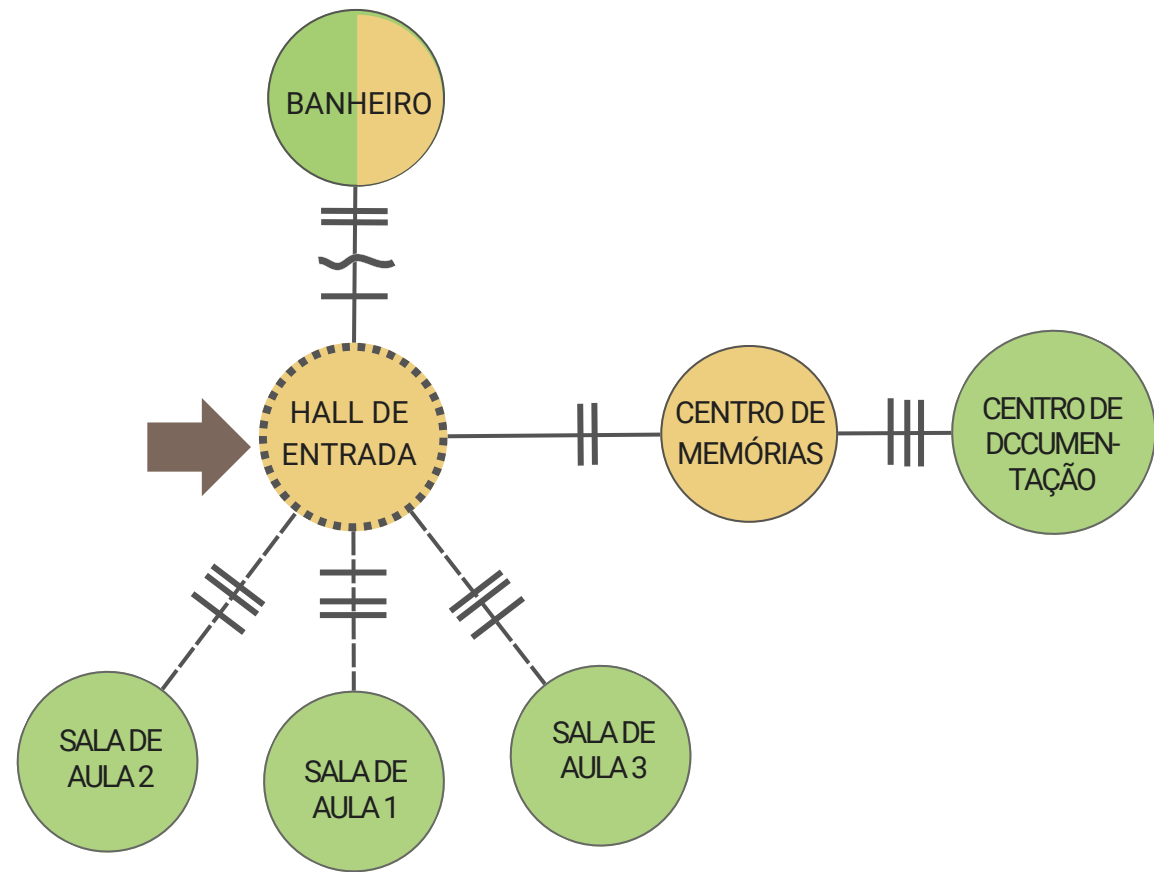 BANHEIRO
HALL DE
ENTRADA
CENTRO DE
MEMÓRIAS
CENTRO DE
DCCUMEN-
TAÇÃO
SALA DE
AULA 2
SALA DE
AULA 1
SALA DE
AULA 3